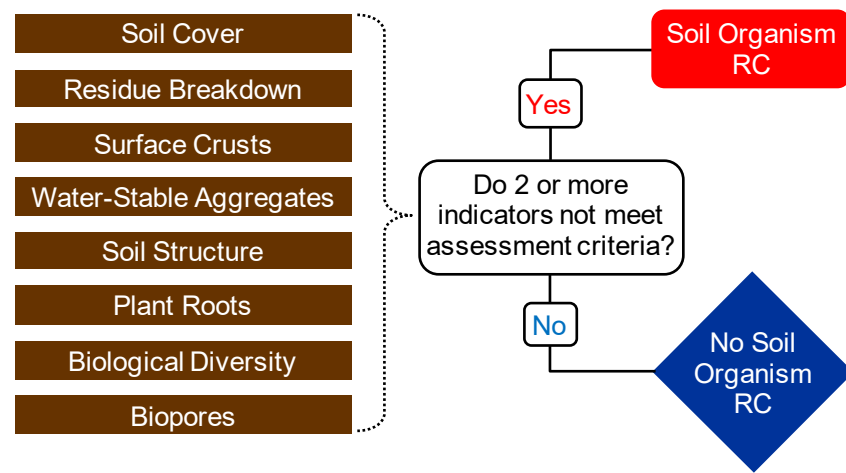 Soil Cover
Residue Breakdown
Surface Crusts
Water-Stable Aggregates
Soil Structure
Plant Roots
Biological Diversity
Biopores
Do 2 or more
indicators not meet
assessment criteria?
Yes
Soil Organism
RC
No
No Soil
Organism
RC